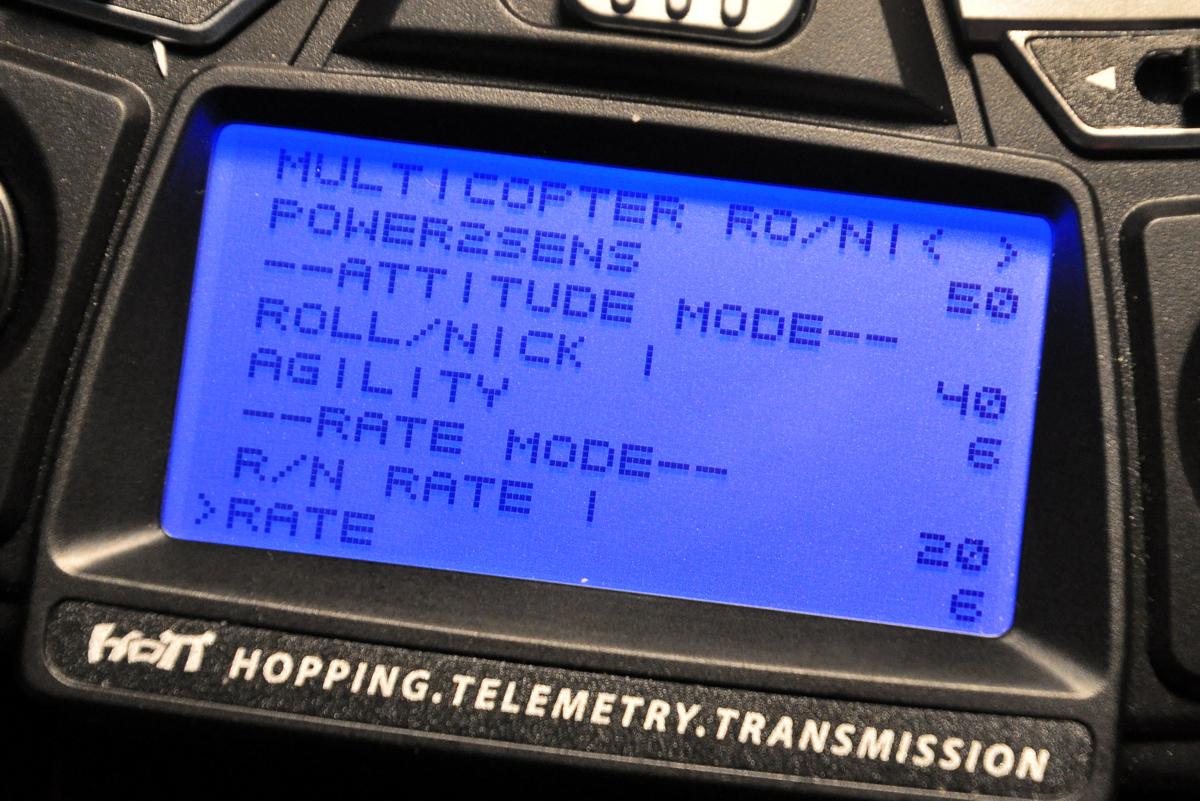 MULTICOPTER RO/NI< >
POWER2SENS 50
--ATTITUDE MODE--
ROLL/NICK | 40
AGILITY 6
--RATE MODE--
R/N RATE | 20
>RATE 6
HoTT HOPPING.TELEMETRY.TRANSMISSION